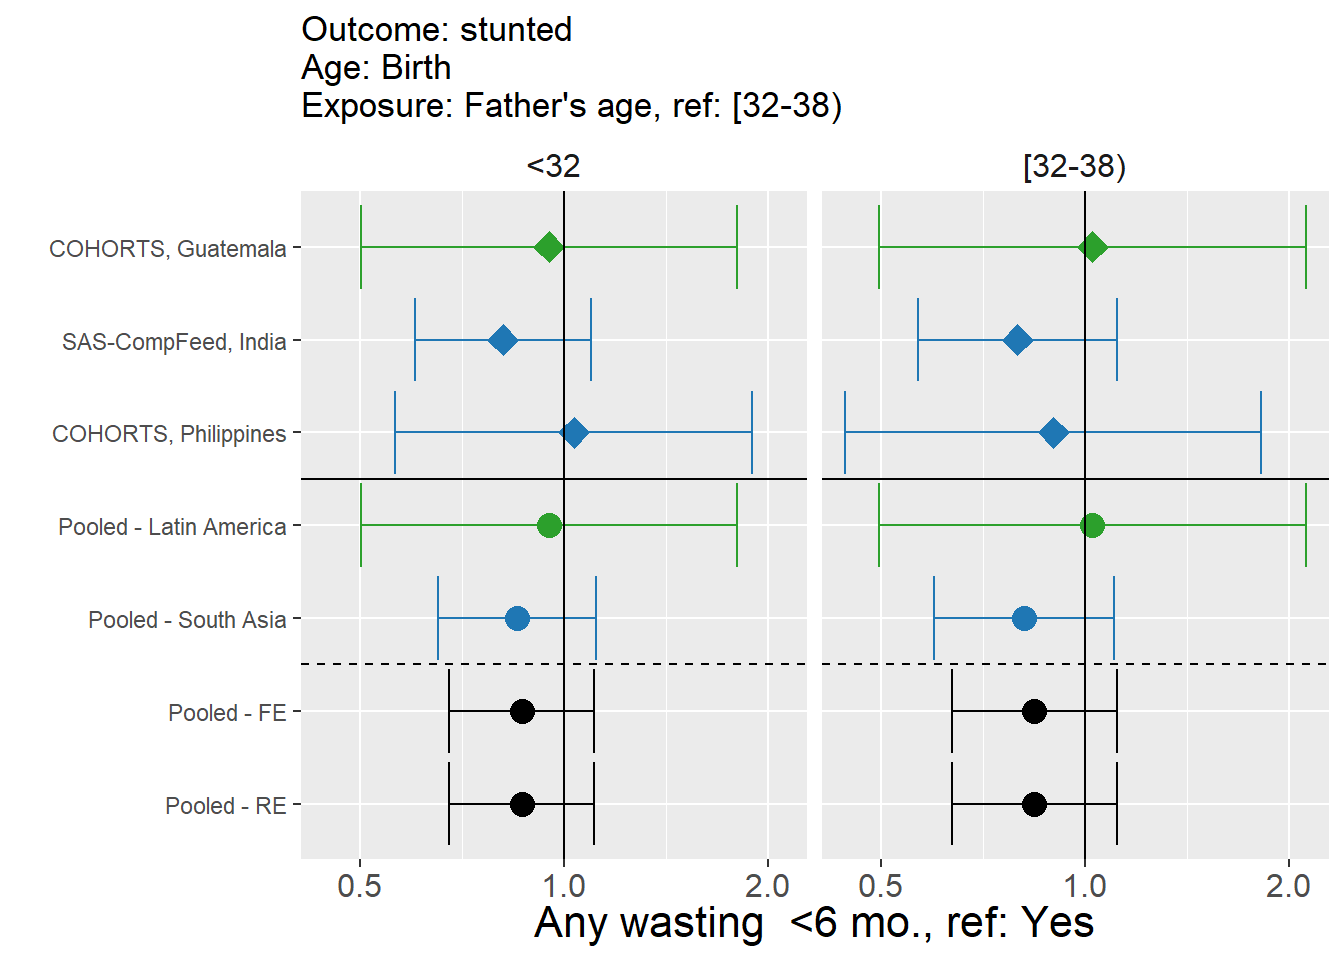 Outcome: stunted
Age: Birth
Exposure: Father's age, ref: [32-38)
<32
[32-38)
COHORTS, Guatemala
SAS-CompFeed, India
COHORTS, Philippines
Pooled - Latin America
Pooled - South Asia
Pooled - FE
Pooled - RE
0.5 1.0 2.0 0.5 1.0 2.0
Any wasting  <6 mo., ref: Yes